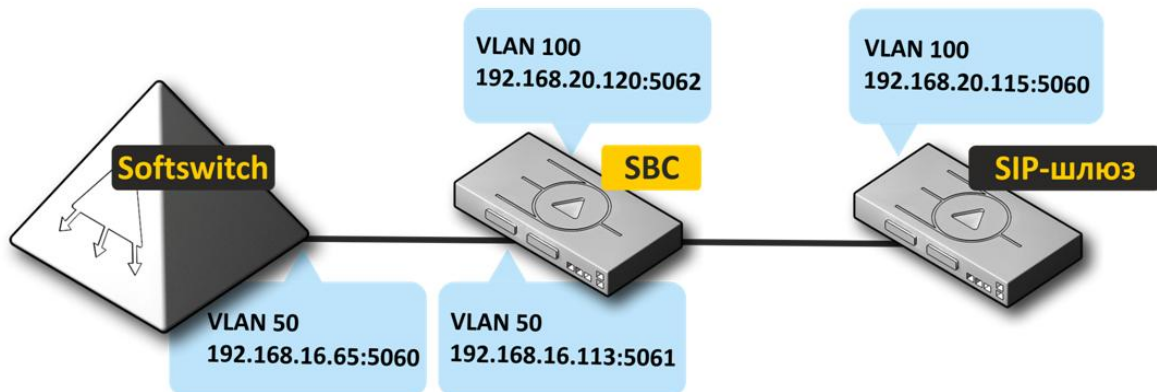 VLAN 100
192.168.20.120:5062
VLAN 100
192.168.20.115:5060
Softswitch
SBC
SIP-шлюз
VLAN 50
192.168.16.65:5060
VLAN 50
192.168.16.113:5061